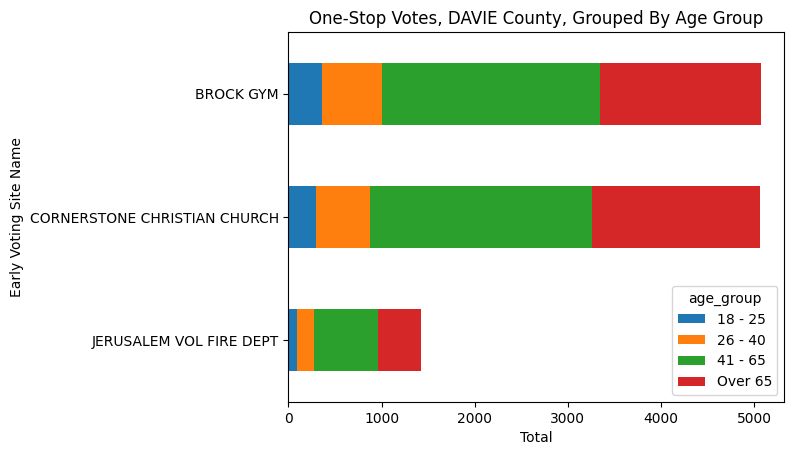 One-Stop Votes, DAVIE County, Grouped By Age Group
Early Voting Site Name
BROCK GYM
CORNERSTONE CHRISTIAN CHURCH
JERUSALEM VOL FIRE DEPT
age_group
18 - 25
26 - 40
41 - 65
Over 65
0 1000 2000 3000 4000 5000
Total